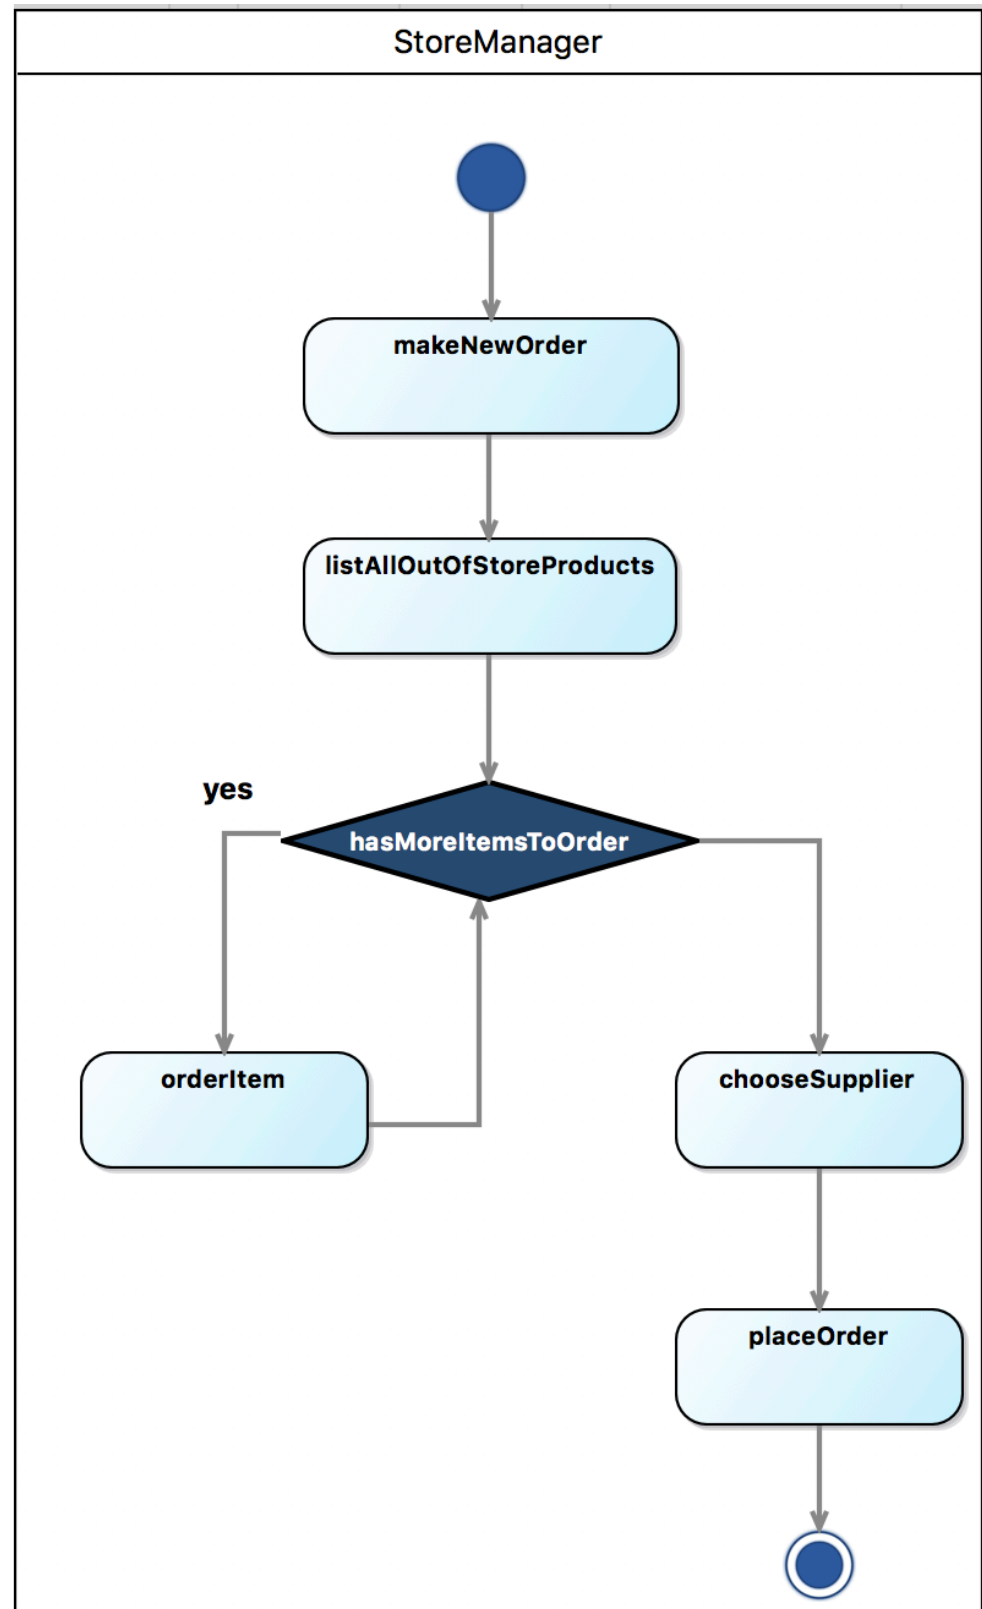 StoreManager
makeNewOrder
listAllOutOfStoreProducts
yes
hasMoreItemsToOrder
orderItem
chooseSupplier
placeOrder